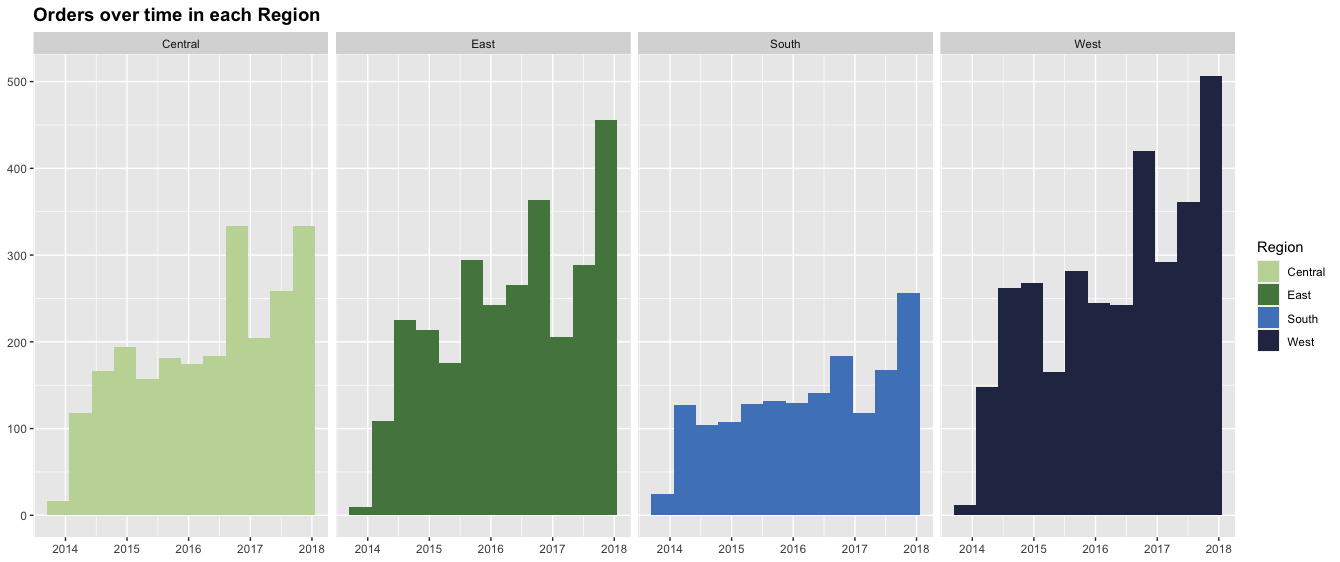 Orders over time in each Region
Central East South West
500
400
300
200
100
0
2014 2015 2016 2017 2018 2014 2015 2016 2017 2018 2014 2015 2016 2017 2018 2014 2015 2016 2017 2018
Region
Central
East
South
West